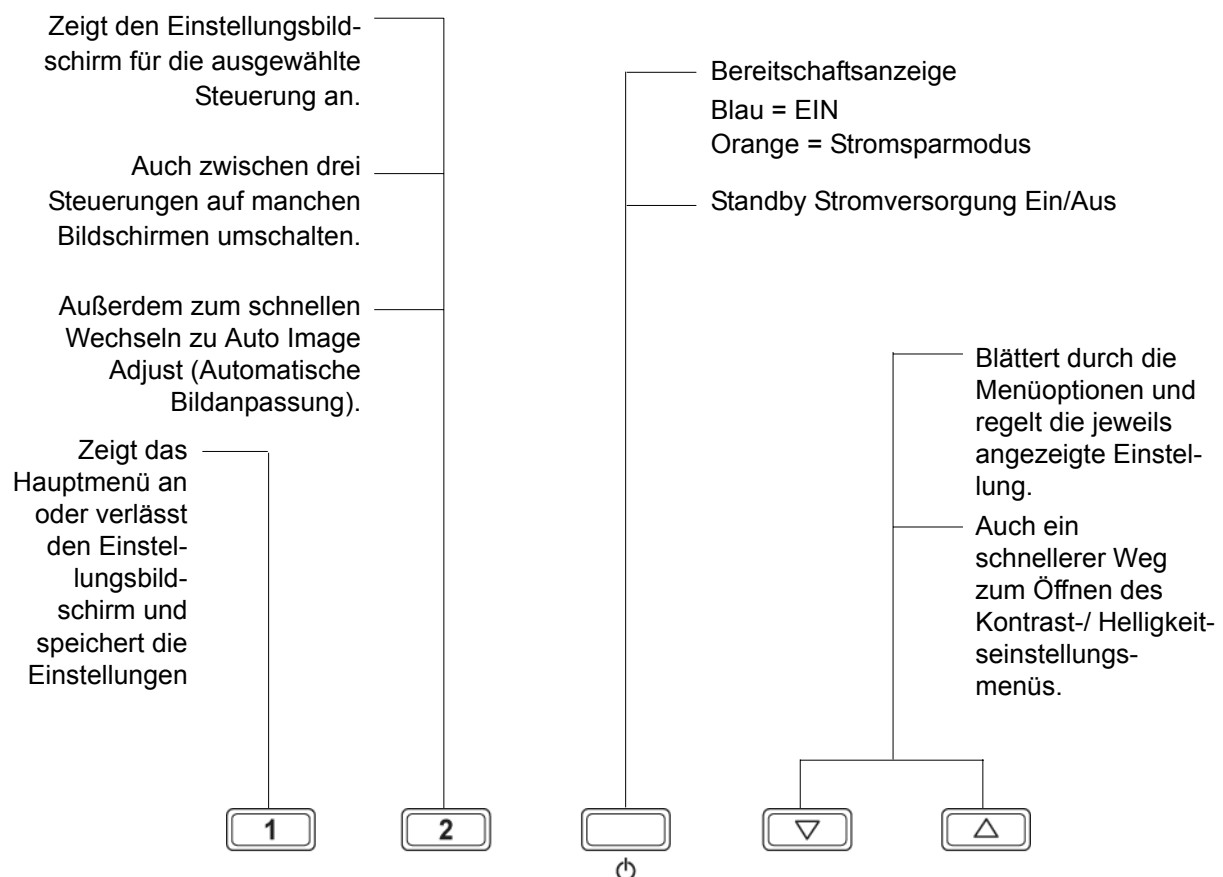 Zeigt den Einstellungsbild-
schirm für die ausgewählte
Steuerung an.
Auch zwischen drei
Steuerungen auf manchen
Bildschirmen umschalten.
Außerdem zum schnellen
Wechseln zu Auto Image
Adjust (Automatische
Bildanpassung).
Zeigt das
Hauptmenü an
oder verlässt
den Einstel-
lungsbild-
schirm und
speichert die
Einstellungen
Bereitschaftsanzeige
Blau = EIN
Orange = Stromsparmodus
Standby Stromversorgung Ein/Aus
Blättert durch die
Menüoptionen und
regelt die jeweils
angezeigte Einstel-
lung.
Auch ein
schnellerer Weg
zum Öffnen des
Kontrast-/ Helligkeit-
seinstellungs-
menüs.
1
2